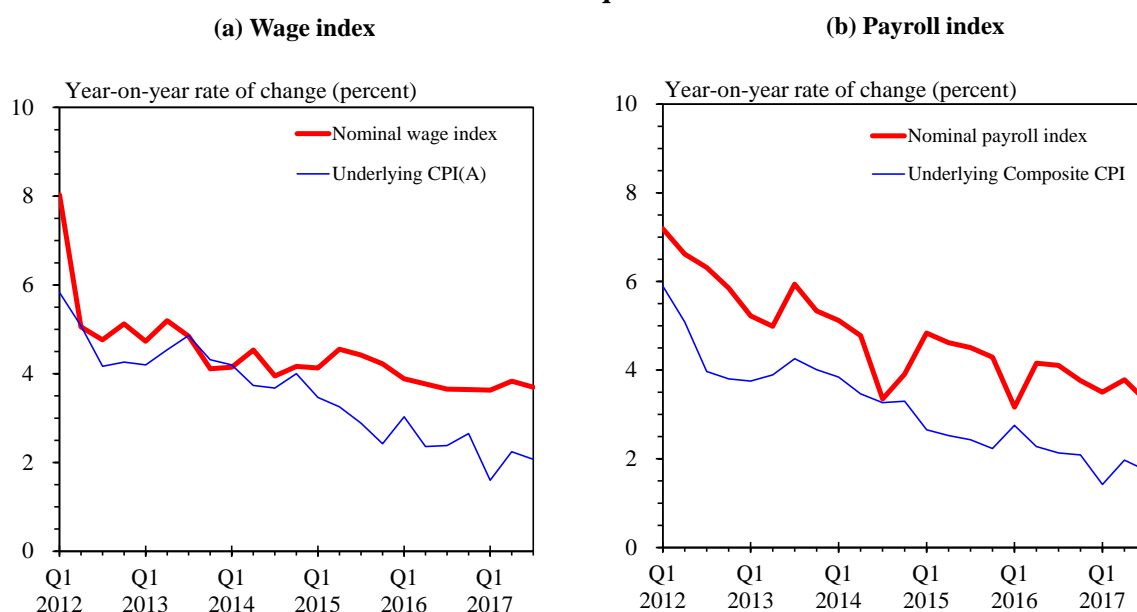 (a) Wage index
Year-on-year rate of change (percent)
10
8
6
4
2
0
Nominal wage index
Underlying CPI(A)
Q1 Q1 Q1 Q1 Q1 Q1
2012 2013 2014 2015 2016 2017
(b) Payroll index
Year-on-year rate of change (percent)
10
8
6
4
2
0
Nominal payroll index
Underlying Composite CPI
Q1 Q1 Q1 Q1 Q1 Q1
2012 2013 2014 2015 2016 2017